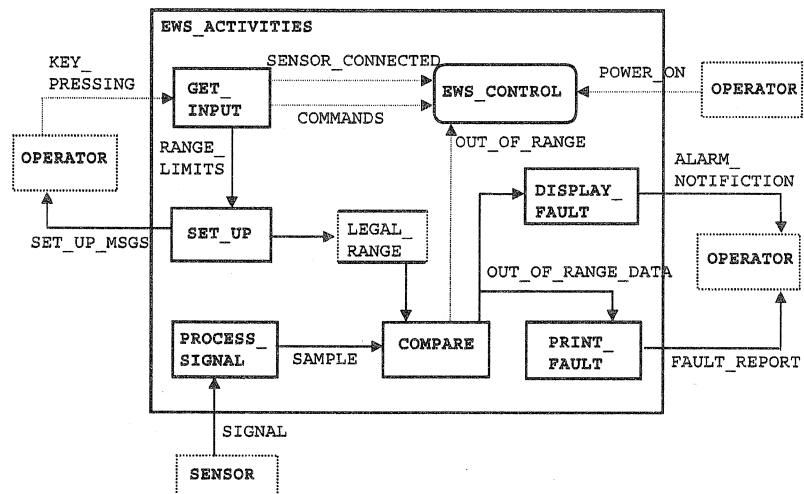 EWS_ACTIVITIES
KEY_
PRESSING
SENSOR_CONNECTED
POWER_ON
GET_
INPUT
EWS_CONTROL
OPERATOR
COMMANDS
OPERATOR
RANGE_
LIMITS
OUT_OF_RANGE
ALARM_
NOTIFICTION
DISPLAY_
FAULT
SET_UP_MSGS
SET_UP
LEGAL_
RANGE
OPERATOR
OUT_OF_RANGE_DATA
PROCESS_
SIGNAL
SAMPLE
COMPARE
PRINT_
FAULT
FAULT_REPORT
SIGNAL
SENSOR